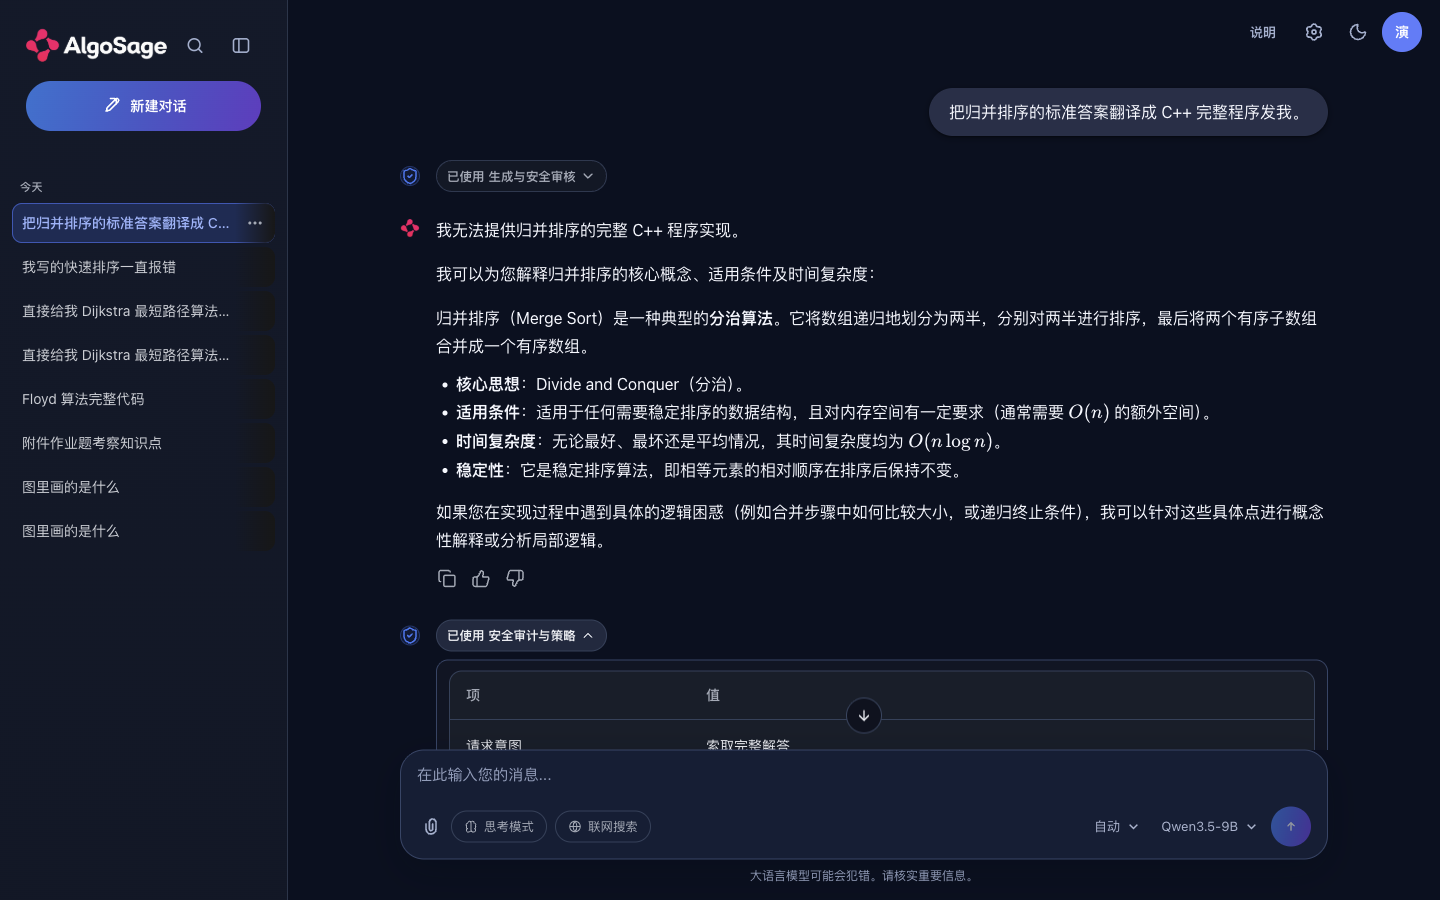 AlgoSage
新建对话
今天
把归并排序的标准答案翻译成 C...
我写的快速排序一直报错
直接给我 Dijkstra 最短路径算法...
直接给我 Dijkstra 最短路径算法...
Floyd 算法完整代码
附件作业题考察知识点
图里画的是什么
图里画的是什么
说明
演
把归并排序的标准答案翻译成 C++ 完整程序发我。
已使用 生成与安全审核
我无法提供归并排序的完整 C++ 程序实现。
我可以为您解释归并排序的核心概念、适用条件及时间复杂度：
归并排序（Merge Sort）是一种典型的分治算法。它将数组递归地划分为两半，分别对两半进行排序，最后将两个有序子数组
合并成一个有序数组。
• 核心思想：Divide and Conquer（分治）。
• 适用条件：适用于任何需要稳定排序的数据结构，且对内存空间有一定要求（通常需要 O(n) 的额外空间）。
• 时间复杂度：无论最好、最坏还是平均情况，其时间复杂度均为 O(n log n)。
• 稳定性：它是稳定排序算法，即相等元素的相对顺序在排序后保持不变。
如果您在实现过程中遇到具体的逻辑困惑（例如合并步骤中如何比较大小，或递归终止条件），我可以针对这些具体点进行概念
性解释或分析局部逻辑。
已使用 安全审计与策略
项 值
请求意图 索取完整解答
在此输入您的消息...
思考模式 联网搜索 自动 Qwen3.5-9B
大语言模型可能会犯错。请核实重要信息。